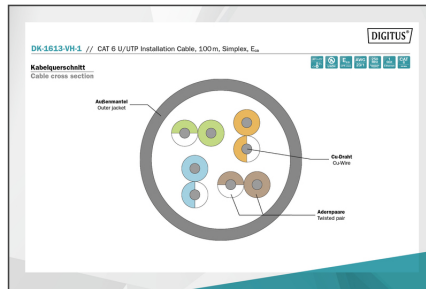 DIGITUS®
DK-1613-VH-1 // CAT 6 U/UTP Installation Cable, 100 m, Simplex, Eca
Kabelquerschnitt
Cable cross section
Außenmantel
Outer jacket
Cu-Draht
Cu-Wire
Adernpaare
Twisted pair